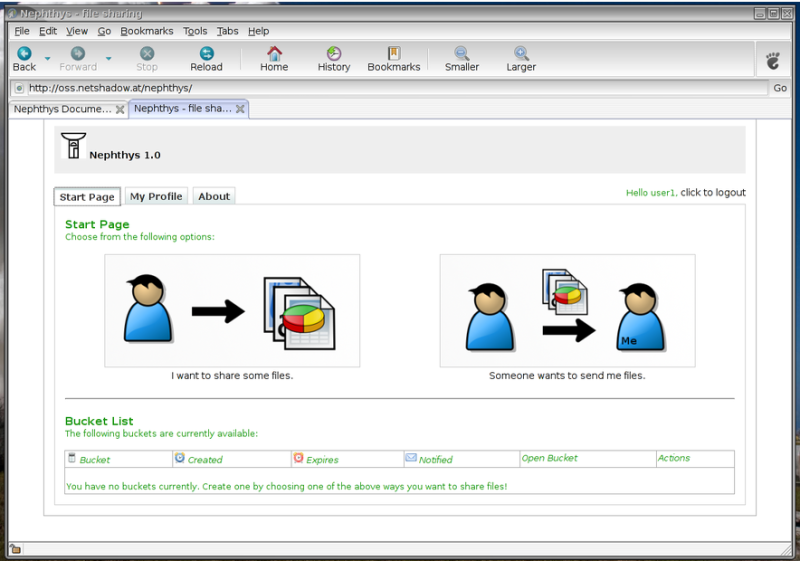 Nephthys - file sharing
File Edit View Go Bookmarks Tools Tabs Help
Back Forward Stop Reload Home History Bookmarks Smaller Larger
http://oss.netshadow.at/nephthys/ Go
Nephthys Docume... Nephthys - file sha...
Nephthys 1.0
Start Page My Profile About Hello user1, click to logout
Start Page
Choose from the following options:
Me
I want to share some files. Someone wants to send me files.
Bucket List
The following buckets are currently available:
Bucket Created Expires Notified Open Bucket Actions
You have no buckets currently. Create one by choosing one of the above ways you want to share files!